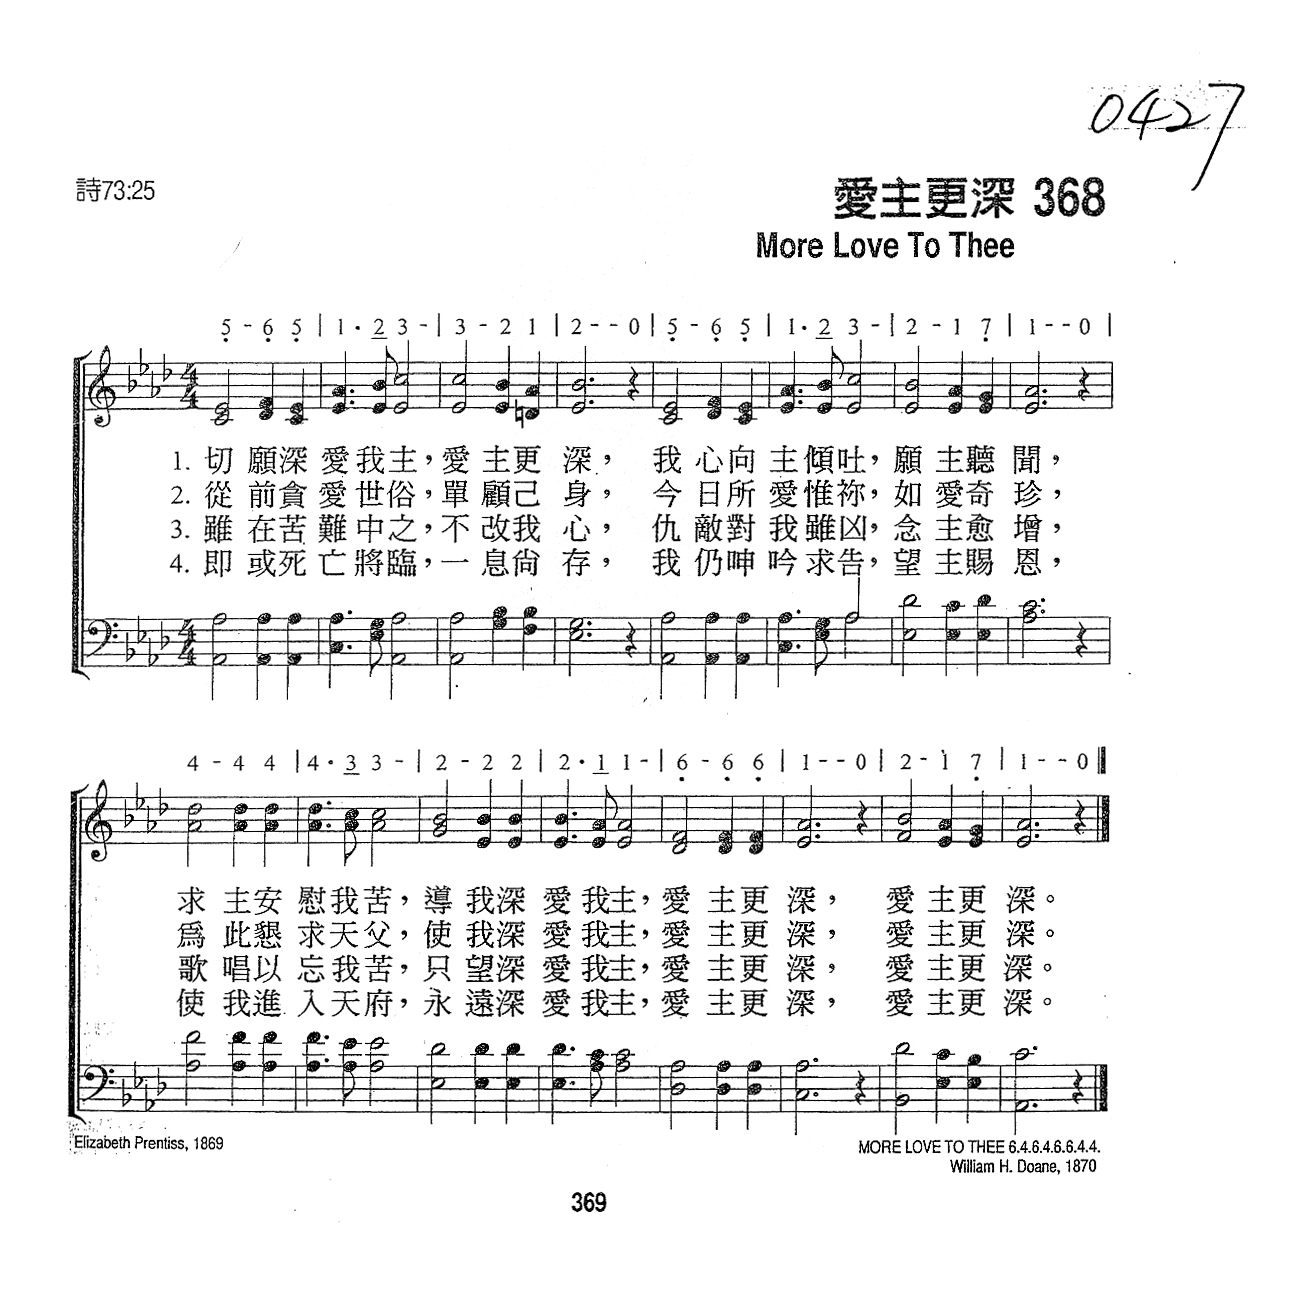 0427
詩73:25
愛主更深 368
More Love To Thee
5 - 6 5 | 1 · 2 3 - | 3 - 2 1 | 2 - - 0 | 5 - 6 5 | 1 · 2 3 - | 2 - 1 7 | 1 - - 0 |
1. 切願深愛我主，愛主更深， 我心向主傾吐，願主聽聞，
2. 從前貪愛世俗，單顧己身， 今日所愛惟祢，如愛奇珍，
3. 雖在苦難中之，不改我心， 仇敵對我雖凶，念主愈增，
4. 即或死亡將臨，一息尙存， 我仍呻吟求告，望主賜恩，
4 - 4 4 | 4 · 3 3 - | 2 - 2 2 | 2 · 1 1 - | 6 - 6 6 | 1 - - 0 | 2 - 1 7 | 1 - - 0 ‖
求主安慰我苦，導我深愛我主，愛主更深， 愛主更深。
爲此懇求天父，使我深愛我主，愛主更深， 愛主更深。
歌唱以忘我苦，只望深愛我主，愛主更深， 愛主更深。
使我進入天府，永遠深愛我主，愛主更深， 愛主更深。
Elizabeth Prentiss, 1869
MORE LOVE TO THEE 6.4.6.4.6.6.4.4.
William H. Doane, 1870
369